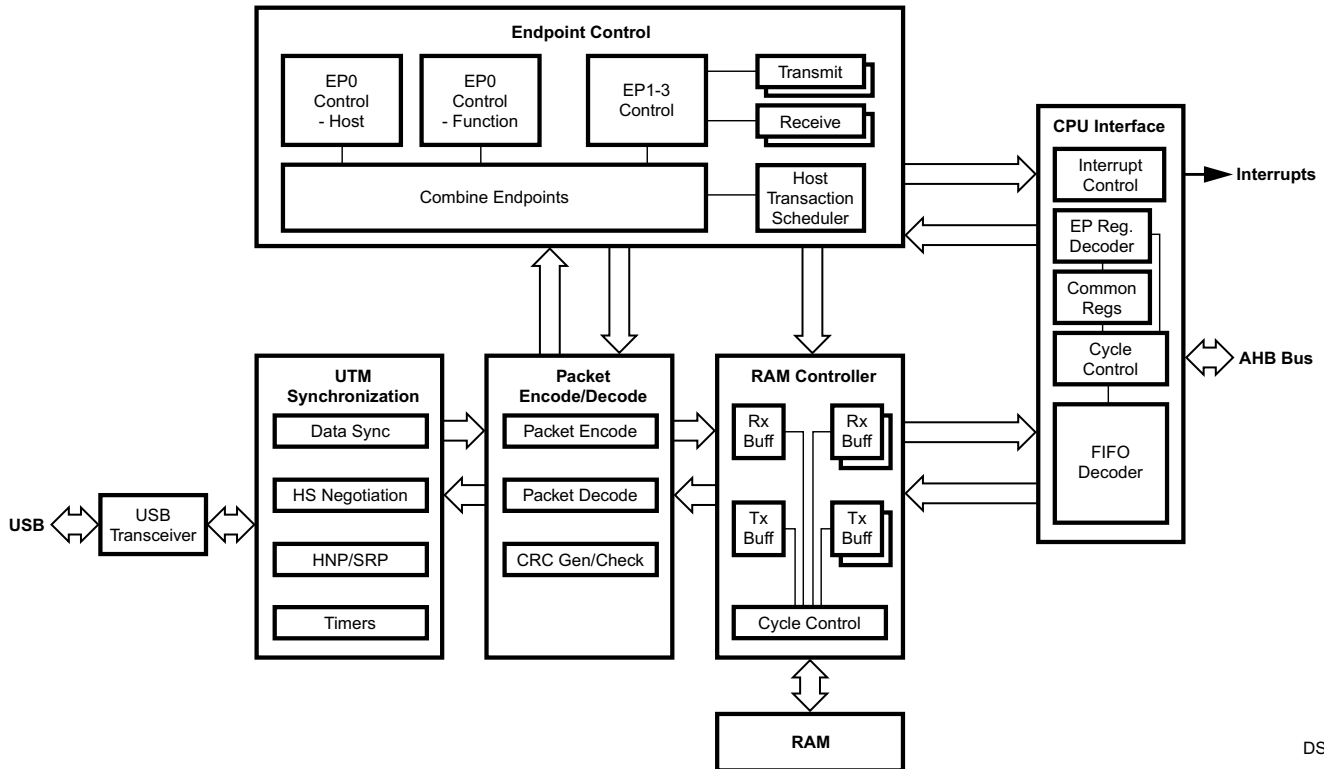 Endpoint Control
EP0
Control
- Host
EP0
Control
- Function
EP1-3
Control
Transmit
Receive
Combine Endpoints
Host
Transaction
Scheduler
CPU Interface
Interrupt
Control
Interrupts
EP Reg.
Decoder
Common
Regs
Cycle
Control
AHB Bus
FIFO
Decoder
UTM
Synchronization
Data Sync
HS Negotiation
HNP/SRP
Timers
USB
USB
Transceiver
Packet
Encode/Decode
Packet Encode
Packet Decode
CRC Gen/Check
RAM Controller
Rx
Buff
Rx
Buff
Tx
Buff
Tx
Buff
Cycle Control
RAM
DS